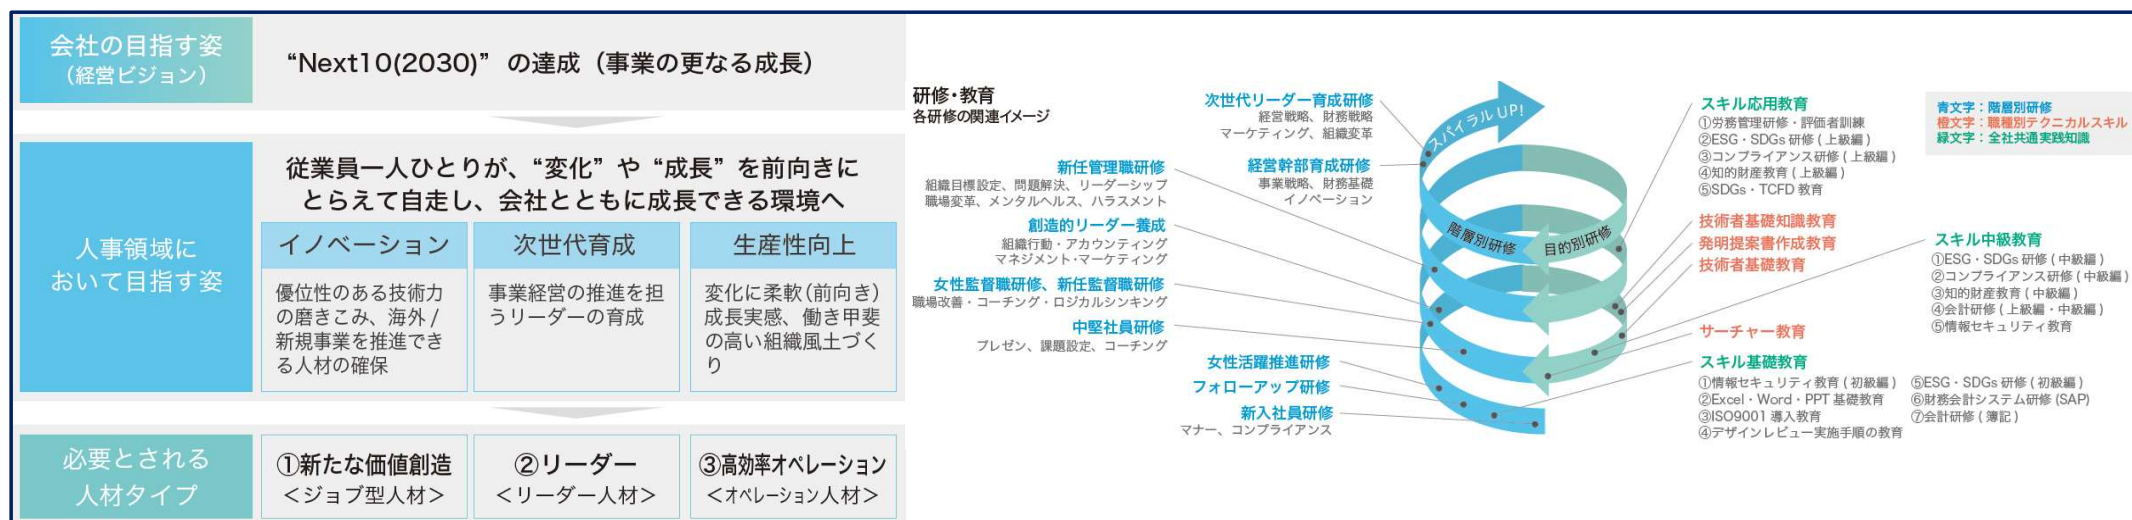 会社の目指す姿
(経営ビジョン)
“Next10(2030)” の達成（事業の更なる成長）
人事領域に
おいて目指す姿
従業員一人ひとりが、“変化” や “成長” を前向きに
とらえて自走し、会社とともに成長できる環境へ
イノベーション
優位性のある技術力
の磨きこみ、海外 /
新規事業を推進でき
る人材の確保
次世代育成
事業経営の推進を担
うリーダーの育成
生産性向上
変化に柔軟(前向き)
成長実感、働き甲斐
の高い組織風土づく
り
必要とされる
人材タイプ
①新たな価値創造
＜ジョブ型人材＞
②リーダー
＜リーダー人材＞
③高効率オペレーション
＜オペレーション人材＞
研修・教育
各研修の関連イメージ
次世代リーダー育成研修
経営戦略、財務戦略
マーケティング、組織変革
新任管理職研修
組織目標設定、問題解決、リーダーシップ
職場変革、メンタルヘルス、ハラスメント
経営幹部育成研修
事業戦略、財務基礎
イノベーション
創造的リーダー養成
組織行動・アカウンティング
マネジメント・マーケティング
女性監督職研修、新任監督職研修
職場改善・コーチング・ロジカルシンキング
中堅社員研修
プレゼン、課題設定、コーチング
女性活躍推進研修
フォローアップ研修
新入社員研修
マナー、コンプライアンス
スパイラル UP!
階層別研修
目的別研修
スキル応用教育
①労務管理研修・評価者訓練
②ESG・SDGs 研修 ( 上級編 )
③コンプライアンス研修 ( 上級編 )
④知的財産教育 ( 上級編 )
⑤SDGs・TCFD 教育
技術者基礎知識教育
発明提案書作成教育
技術者基礎教育
サーチャー教育
スキル基礎教育
①情報セキュリティ教育 ( 初級編 )
②Excel・Word・PPT 基礎教育
③ISO9001 導入教育
④デザインレビュー実施手順の教育
⑤ESG・SDGs 研修 ( 初級編 )
⑥財務会計システム研修 (SAP)
⑦会計研修 ( 簿記 )
青文字：階層別研修
橙文字：職種別テクニカルスキル
緑文字：全社共通実践知識
スキル中級教育
①ESG・SDGs 研修 ( 中級編 )
②コンプライアンス研修 ( 中級編 )
③知的財産教育 ( 中級編 )
④会計研修 ( 上級編・中級編 )
⑤情報セキュリティ教育